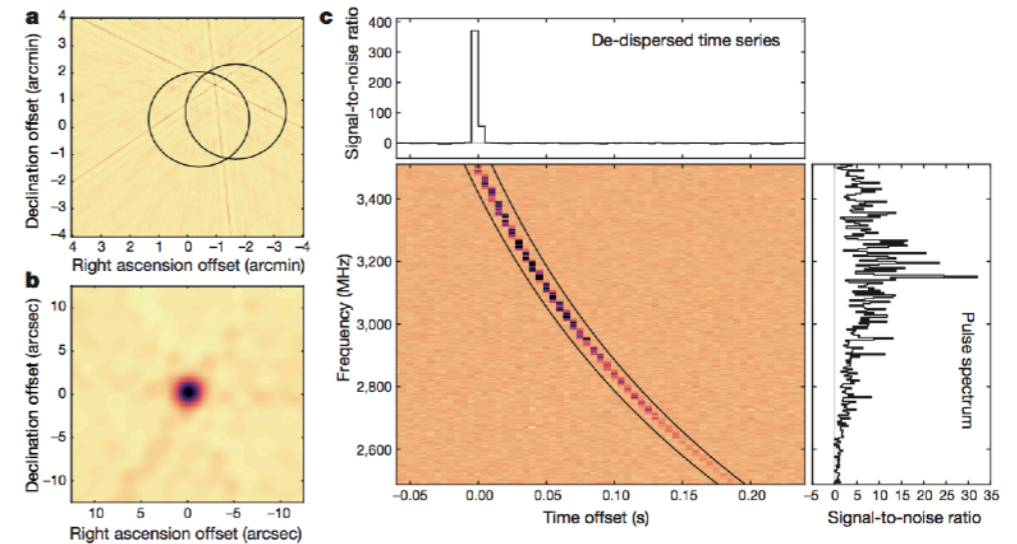 a
4
3
2
1
0
−1
−2
−3
−4
Declination offset (arcmin)
4 3 2 1 0 −1 −2 −3 −4
Right ascension offset (arcmin)
b
10
5
0
−5
−10
Declination offset (arcsec)
10 5 0 −5 −10
Right ascension offset (arcsec)
c
Signal-to-noise ratio
400
300
200
100
0
De-dispersed time series
Frequency (MHz)
3,400
3,200
3,000
2,800
2,600
−0.05 0.00 0.05 0.10 0.15 0.20
Time offset (s)
Pulse spectrum
−5 0 5 10 15 20 25 30 35
Signal-to-noise ratio